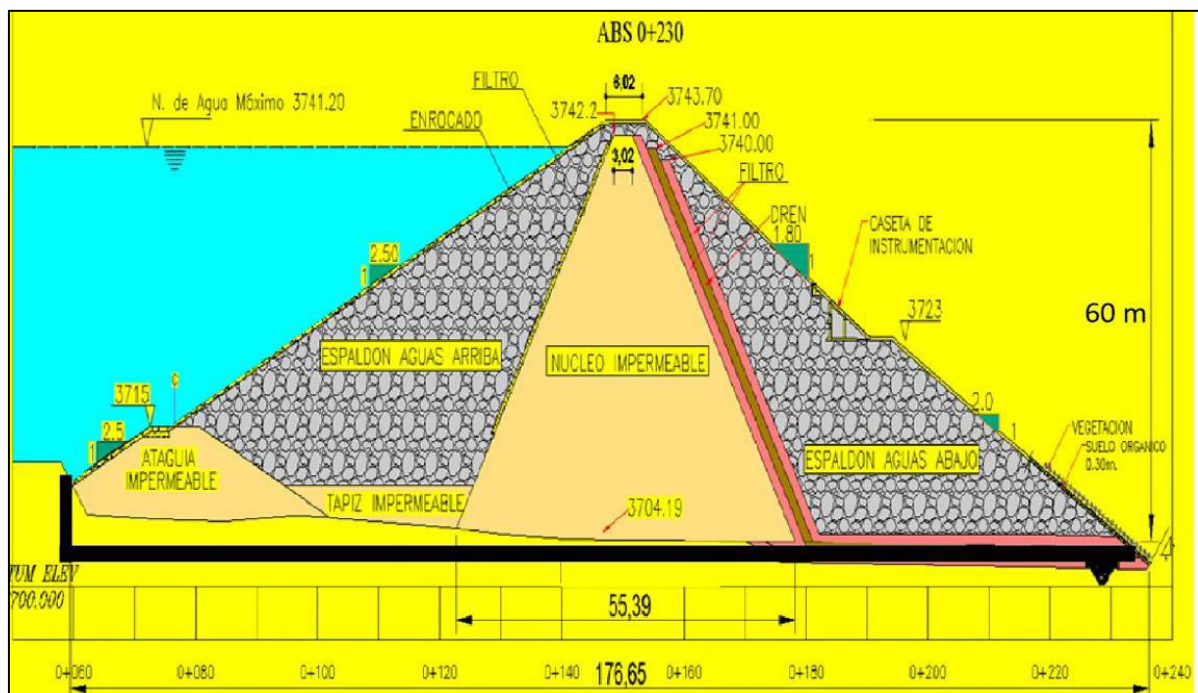 ABS 0+230
N. de Agua Máximo 3741.20
FILTRO
ENROCADO
6,02
3742.2
3743.70
3741.00
3740.00
3,02
FILTRO
DREN
1.80
1
CASETA DE
INSTRUMENTACION
2.50
1
3723
60 m
ESPALDON AGUAS ARRIBA
NUCLEO IMPERMEABLE
3715
2.5
1
2.0
1
ATAGUIA
IMPERMEABLE
TAPIZ IMPERMEABLE
ESPALDON AGUAS ABAJO
VEGETACION
SUELO ORGANICO
0.30m.
3704.19
TUM ELEV
700.000
55,39
0+060
0+080
0+100
0+120
0+140
0+160
0+180
0+200
0+220
0+240
176,65